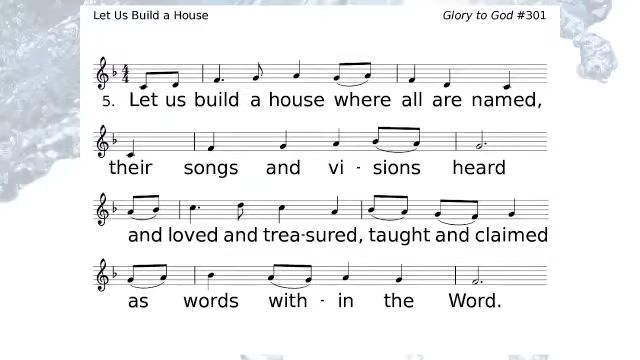 Let Us Build a House Glory to God #301
5. Let us build a house where all are named,
their songs and vi - sions heard
and loved and trea-sured, taught and claimed
as words with - in the Word.